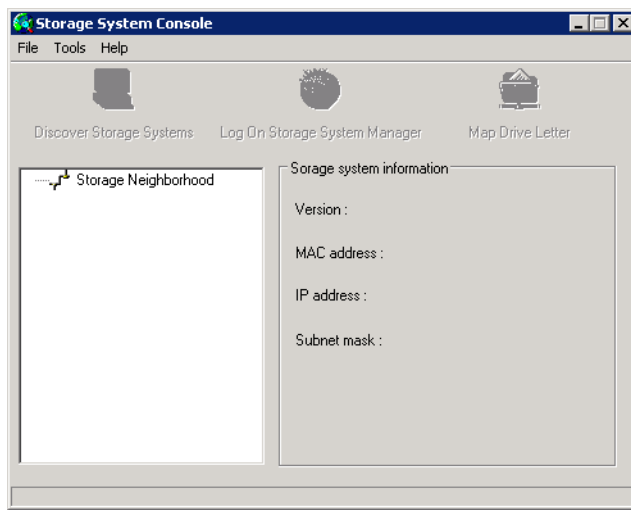 Storage System Console
File Tools Help
Discover Storage Systems Log On Storage System Manager Map Drive Letter
Storage Neighborhood
Sorage system information
Version :
MAC address :
IP address :
Subnet mask :